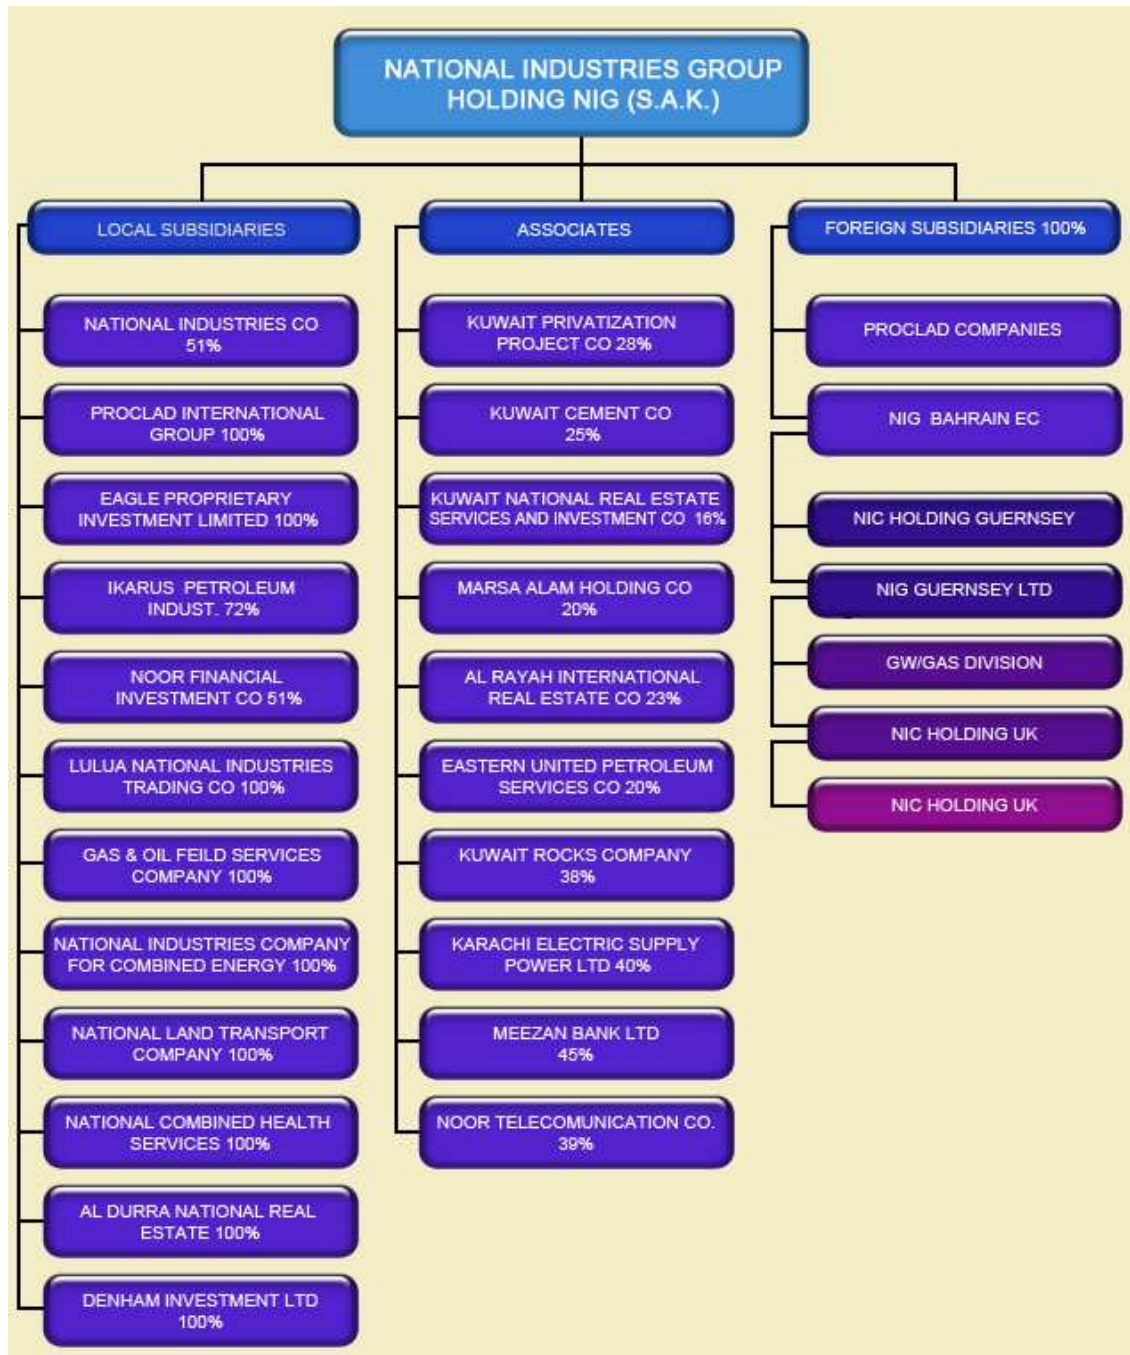 NATIONAL INDUSTRIES GROUP
HOLDING NIG (S.A.K.)
LOCAL SUBSIDIARIES
NATIONAL INDUSTRIES CO
51%
PROCLAD INTERNATIONAL
GROUP 100%
EAGLE PROPRIETARY
INVESTMENT LIMITED 100%
IKARUS PETROLEUM
INDUST. 72%
NOOR FINANCIAL
INVESTMENT CO 51%
LULUA NATIONAL INDUSTRIES
TRADING CO 100%
GAS & OIL FEILD SERVICES
COMPANY 100%
NATIONAL INDUSTRIES COMPANY
FOR COMBINED ENERGY 100%
NATIONAL LAND TRANSPORT
COMPANY 100%
NATIONAL COMBINED HEALTH
SERVICES 100%
AL DURRA NATIONAL REAL
ESTATE 100%
DENHAM INVESTMENT LTD
100%
ASSOCIATES
KUWAIT PRIVATIZATION
PROJECT CO 28%
KUWAIT CEMENT CO
25%
KUWAIT NATIONAL REAL ESTATE
SERVICES AND INVESTMENT CO 16%
MARSA ALAM HOLDING CO
20%
AL RAYAH INTERNATIONAL
REAL ESTATE CO 23%
EASTERN UNITED PETROLEUM
SERVICES CO 20%
KUWAIT ROCKS COMPANY
38%
KARACHI ELECTRIC SUPPLY
POWER LTD 40%
MEEZAN BANK LTD
45%
NOOR TELECOMUNICATION CO.
39%
FOREIGN SUBSIDIARIES 100%
PROCLAD COMPANIES
NIG BAHRAIN EC
NIC HOLDING GUERNSEY
NIG GUERNSEY LTD
GW/GAS DIVISION
NIC HOLDING UK
NIC HOLDING UK